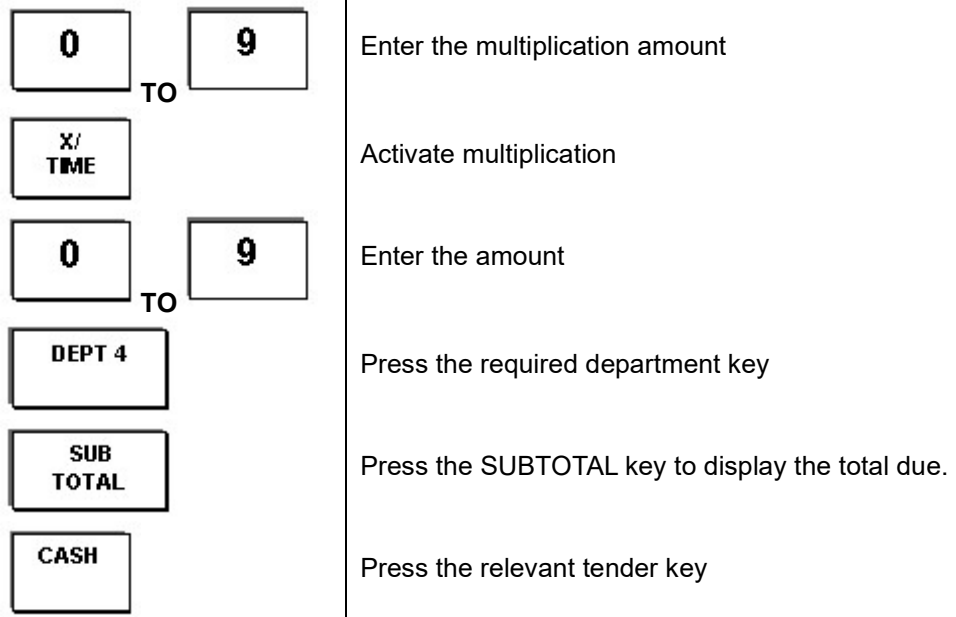 0 TO 9 Enter the multiplication amount
X/
TIME Activate multiplication
0 TO 9 Enter the amount
DEPT 4 Press the required department key
SUB
TOTAL Press the SUBTOTAL key to display the total due.
CASH Press the relevant tender key